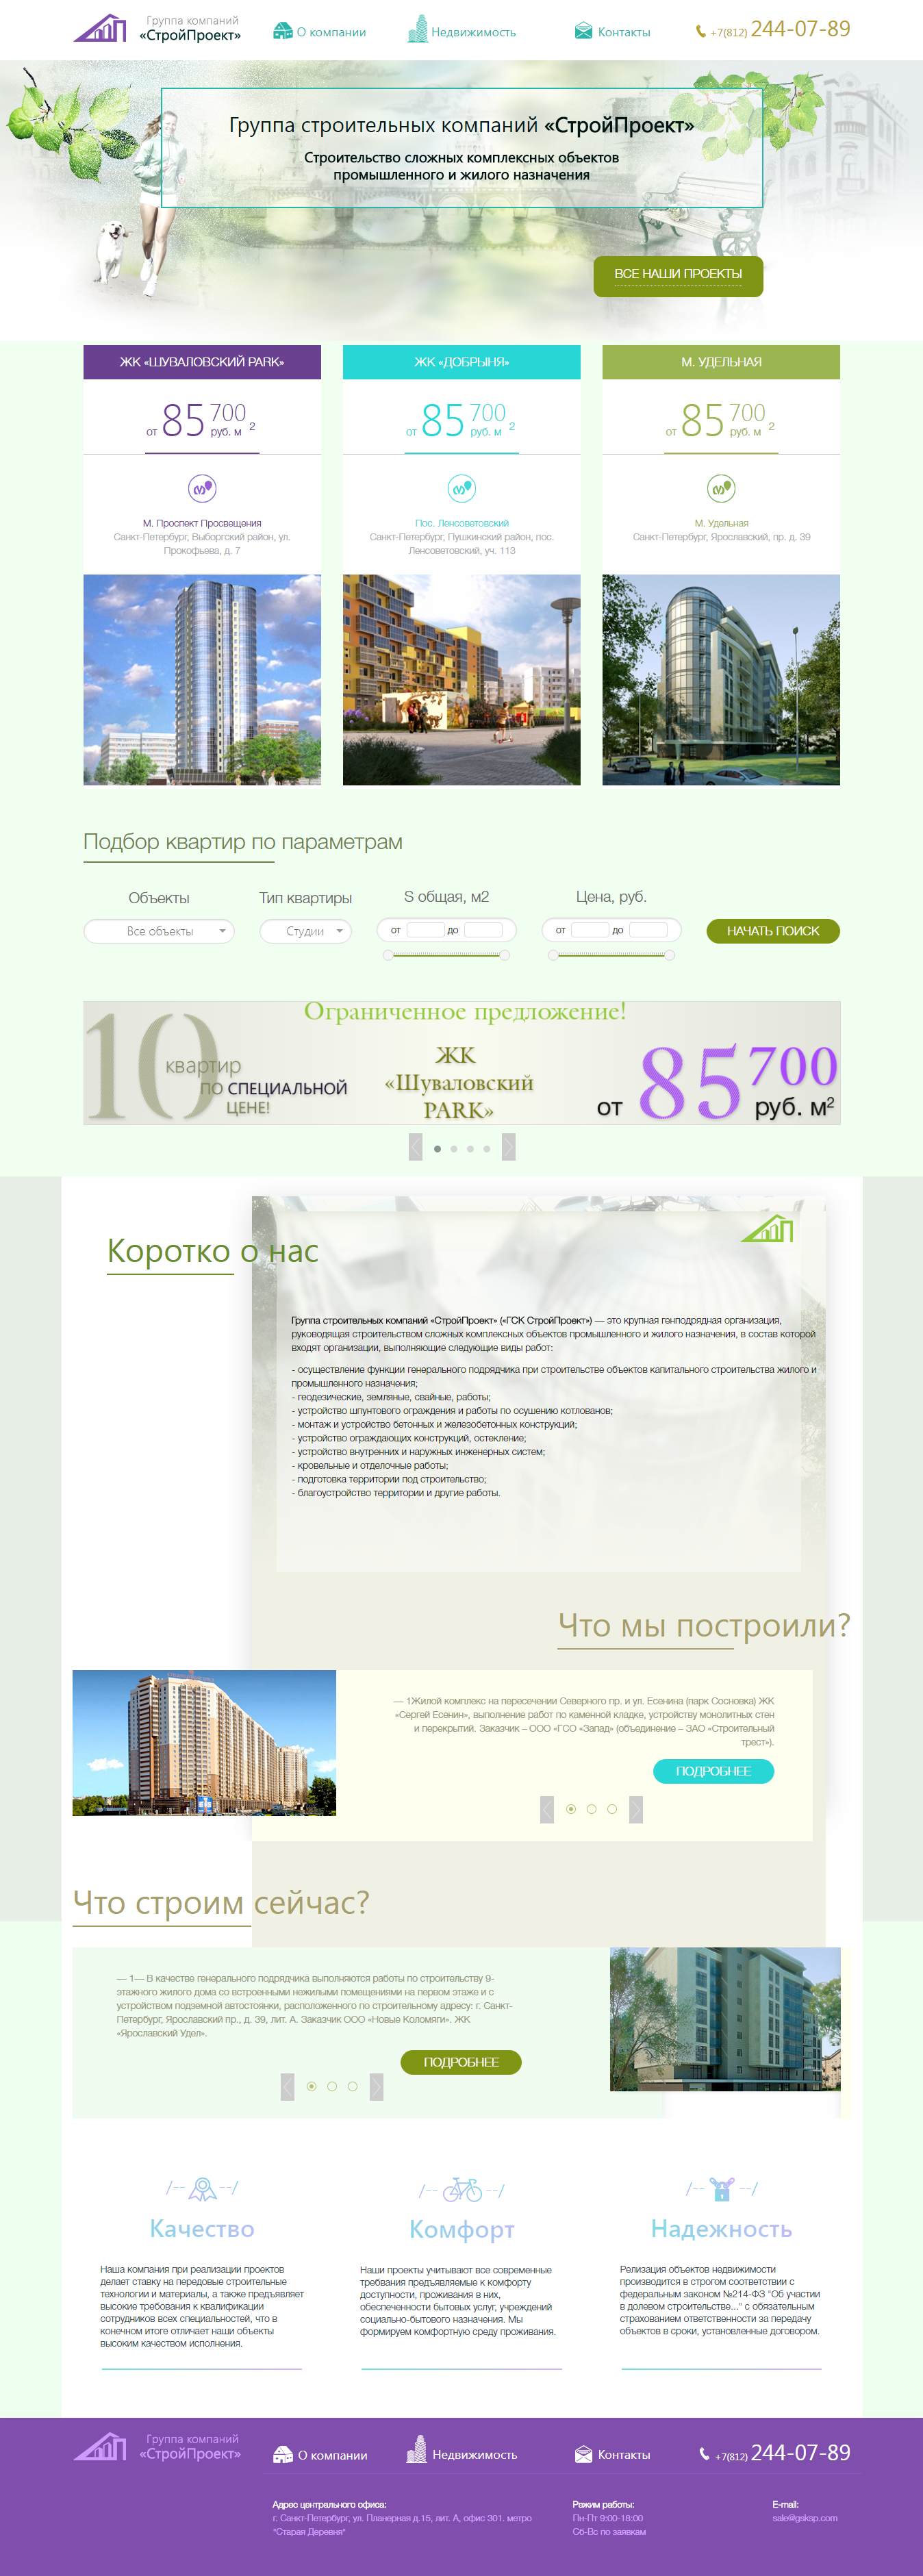 Группа компаний
«СтройПроект»
О компании
Недвижимость
Контакты
+7(812) 244-07-89
Группа строительных компаний «СтройПроект»
Строительство сложных комплексных объектов
промышленного и жилого назначения
ВСЕ НАШИ ПРОЕКТЫ
ЖК «ШУВАЛОВСКИЙ PARK»
от 85 700 руб. м 2
М. Проспект Просвещения
Санкт-Петербург, Выборгский район, ул.
Прокофьева, д. 7
ЖК «ДОБРЫНЯ»
от 85 700 руб. м 2
Пос. Ленсоветовский
Санкт-Петербург, Пушкинский район, пос.
Ленсоветовский, уч. 113
М. УДЕЛЬНАЯ
от 85 700 руб. м 2
М. Удельная
Санкт-Петербург, Ярославский, пр. д. 39
Подбор квартир по параметрам
Объекты
Все объекты
Тип квартиры
Студии
S общая, м2
от до
Цена, руб.
от до
НАЧАТЬ ПОИСК
Ограниченное предложение!
10 квартир
ПО СПЕЦИАЛЬНОЙ
ЦЕНЕ!
ЖК
«Шуваловский
PARK»
от 85 700 руб. м2
Коротко о нас
Группа строительных компаний «СтройПроект» («ГСК СтройПроект») — это крупная генподрядная организация,
руководящая строительством сложных комплексных объектов промышленного и жилого назначения, в состав которой
входят организации, выполняющие следующие виды работ:
- осуществление функции генерального подрядчика при строительстве объектов капитального строительства жилого и
промышленного назначения;
- геодезические, земляные, свайные, работы;
- устройство шпунтового ограждения и работы по осушению котлованов;
- монтаж и устройство бетонных и железобетонных конструкций;
- устройство ограждающих конструкций, остекление;
- устройство внутренних и наружных инженерных систем;
- кровельные и отделочные работы;
- подготовка территории под строительство;
- благоустройство территории и другие работы.
Что мы построили?
— 1Жилой комплекс на пересечении Северного пр. и ул. Есенина (парк Сосновка) ЖК
«Сергей Есенин», выполнение работ по каменной кладке, устройству монолитных стен
и перекрытий. Заказчик – ООО «ГСО «Запад» (объединение – ЗАО «Строительный
трест»).
ПОДРОБНЕЕ
Что строим сейчас?
— 1— В качестве генерального подрядчика выполняются работы по строительству 9-
этажного жилого дома со встроенными нежилыми помещениями на первом этаже и с
устройством подземной автостоянки, расположенного по строительному адресу: г. Санкт-
Петербург, Ярославский пр., д. 39, лит. А. Заказчик ООО «Новые Коломяги». ЖК
«Ярославский Удел».
ПОДРОБНЕЕ
Качество
Наша компания при реализации проектов
делает ставку на передовые строительные
технологии и материалы, а также предъявляет
высокие требования к квалификации
сотрудников всех специальностей, что в
конечном итоге отличает наши объекты
высоким качеством исполнения.
Комфорт
Наши проекты учитывают все современные
требвания предъявляемые к комфорту
доступности, проживания в них,
обеспеченности бытовых услуг, учреждений
социально-бытового назначения. Мы
формируем комфортную среду проживания.
Надежность
Релизация объектов недвижимости
производится в строгом соответствии с
федеральным законом №214-ФЗ "Об участии
в долевом строительстве..." с обязательным
страхованием ответственности за передачу
объектов в сроки, установленные договором.
Группа компаний
«СтройПроект»
О компании
Недвижимость
Контакты
+7(812) 244-07-89
Адрес центрального офиса:
г. Санкт-Петербург, ул. Планерная д.15, лит. А, офис 301. метро
"Старая Деревня"
Режим работы:
Пн-Пт 9:00-18:00
Сб-Вс по заявкам
E-mail:
sale@gsksp.com